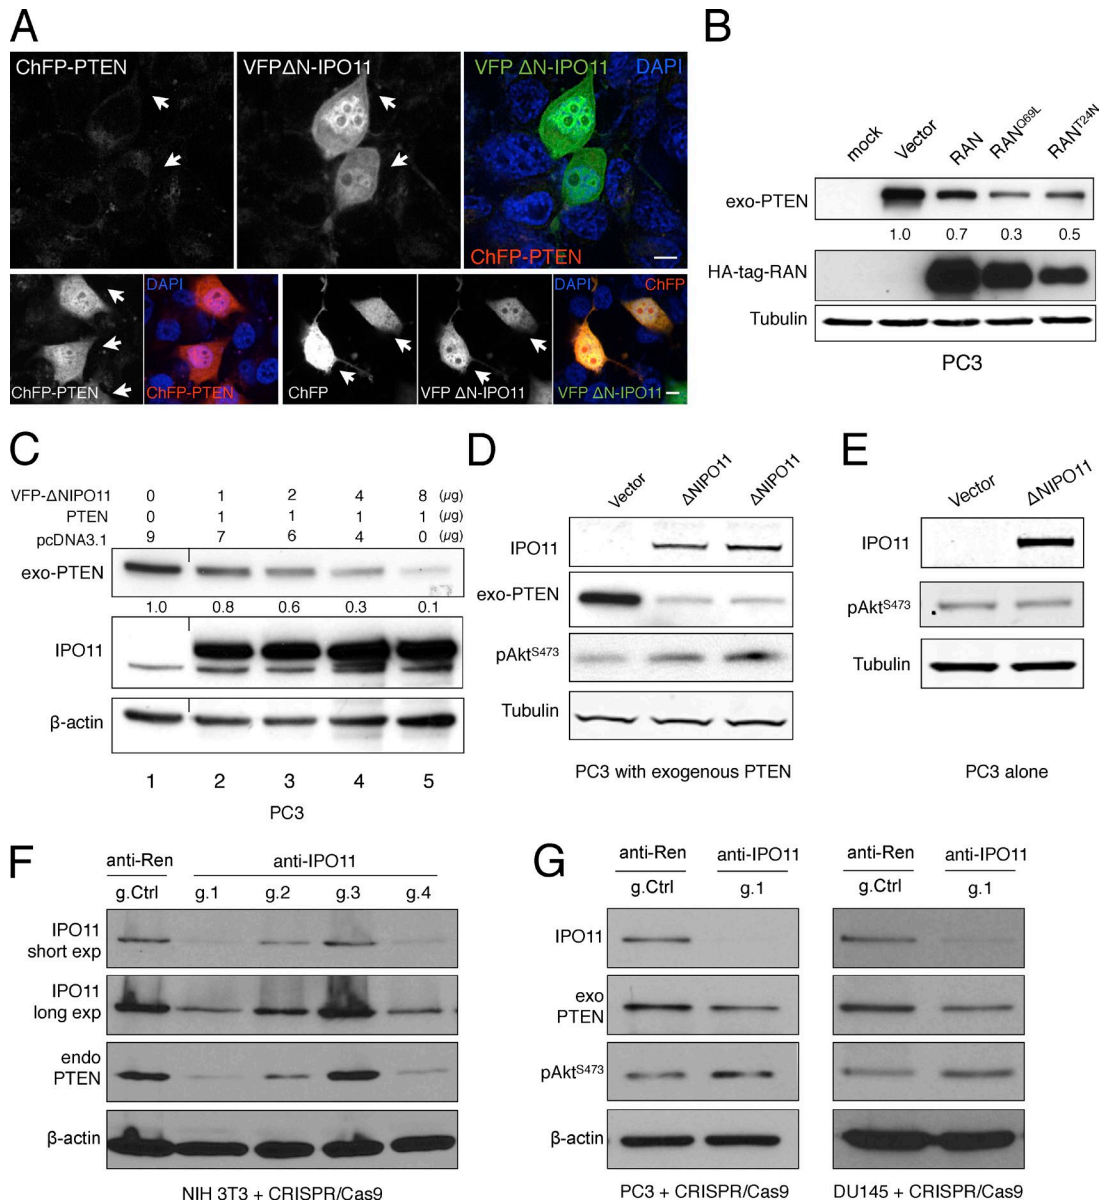 A
ChFP-PTEN
VFPΔN-IPO11
VFP ΔN-IPO11
DAPI
ChFP-PTEN
ChFP-PTEN
DAPI
ChFP-PTEN
ChFP
VFP ΔN-IPO11
DAPI
ChFP
VFP ΔN-IPO11
B
mock
Vector
RAN
RANQ69L
RANT24N
exo-PTEN
1.0 0.7 0.3 0.5
HA-tag-RAN
Tubulin
PC3
C
VFP-ΔNIPO11 0 1 2 4 8 (µg)
PTEN 0 1 1 1 1 (µg)
pcDNA3.1 9 7 6 4 0 (µg)
exo-PTEN
1.0 0.8 0.6 0.3 0.1
IPO11
β-actin
1 2 3 4 5
PC3
D
Vector
ΔNIPO11
ΔNIPO11
IPO11
exo-PTEN
pAktS473
Tubulin
PC3 with exogenous PTEN
E
Vector
ΔNIPO11
IPO11
pAktS473
Tubulin
PC3 alone
F
anti-Ren anti-IPO11
g.Ctrl g.1 g.2 g.3 g.4
IPO11
short exp
IPO11
long exp
endo
PTEN
β-actin
NIH 3T3 + CRISPR/Cas9
G
anti-Ren anti-IPO11 anti-Ren anti-IPO11
g.Ctrl g.1 g.Ctrl g.1
IPO11
exo
PTEN
pAktS473
β-actin
PC3 + CRISPR/Cas9
DU145 + CRISPR/Cas9